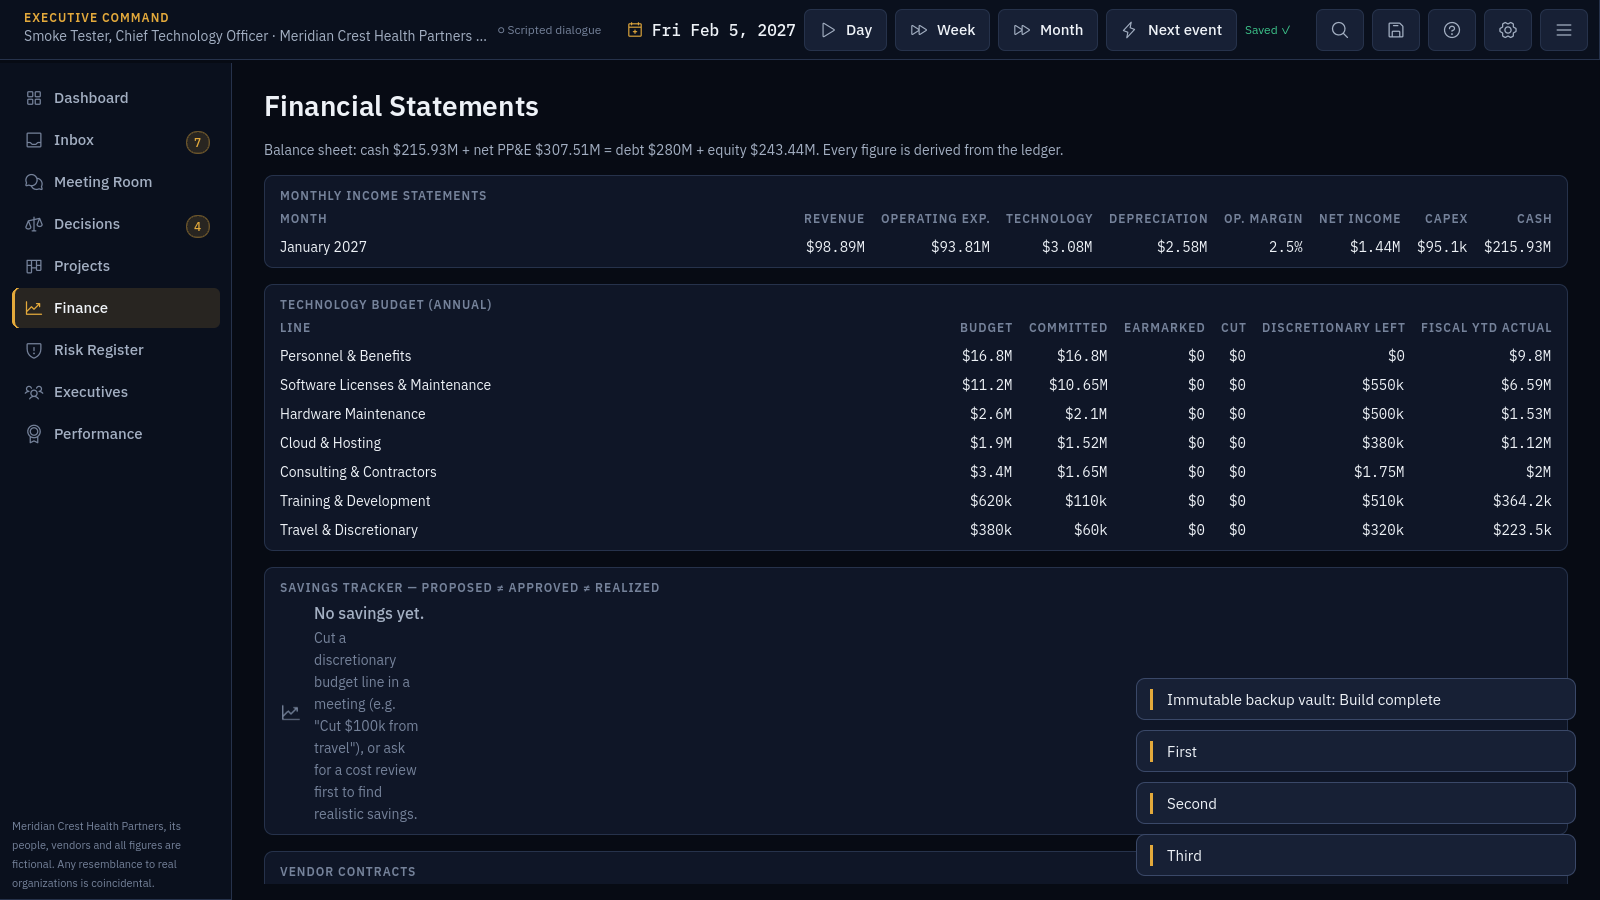 EXECUTIVE COMMAND
Smoke Tester, Chief Technology Officer · Meridian Crest Health Partners ...
Scripted dialogue
Fri Feb 5, 2027
Day
Week
Month
Next event
Saved ✓
Dashboard
Inbox 7
Meeting Room
Decisions 4
Projects
Finance
Risk Register
Executives
Performance
Meridian Crest Health Partners, its
people, vendors and all figures are
fictional. Any resemblance to real
organizations is coincidental.
Financial Statements
Balance sheet: cash $215.93M + net PP&E $307.51M = debt $280M + equity $243.44M. Every figure is derived from the ledger.
MONTHLY INCOME STATEMENTS
MONTH REVENUE OPERATING EXP. TECHNOLOGY DEPRECIATION OP. MARGIN NET INCOME CAPEX CASH
January 2027 $98.89M $93.81M $3.08M $2.58M 2.5% $1.44M $95.1k $215.93M
TECHNOLOGY BUDGET (ANNUAL)
LINE BUDGET COMMITTED EARMARKED CUT DISCRETIONARY LEFT FISCAL YTD ACTUAL
Personnel & Benefits $16.8M $16.8M $0 $0 $0 $9.8M
Software Licenses & Maintenance $11.2M $10.65M $0 $0 $550k $6.59M
Hardware Maintenance $2.6M $2.1M $0 $0 $500k $1.53M
Cloud & Hosting $1.9M $1.52M $0 $0 $380k $1.12M
Consulting & Contractors $3.4M $1.65M $0 $0 $1.75M $2M
Training & Development $620k $110k $0 $0 $510k $364.2k
Travel & Discretionary $380k $60k $0 $0 $320k $223.5k
SAVINGS TRACKER — PROPOSED ≠ APPROVED ≠ REALIZED
No savings yet.
Cut a
discretionary
budget line in a
meeting (e.g.
"Cut $100k from
travel"), or ask
for a cost review
first to find
realistic savings.
VENDOR CONTRACTS
Immutable backup vault: Build complete
First
Second
Third